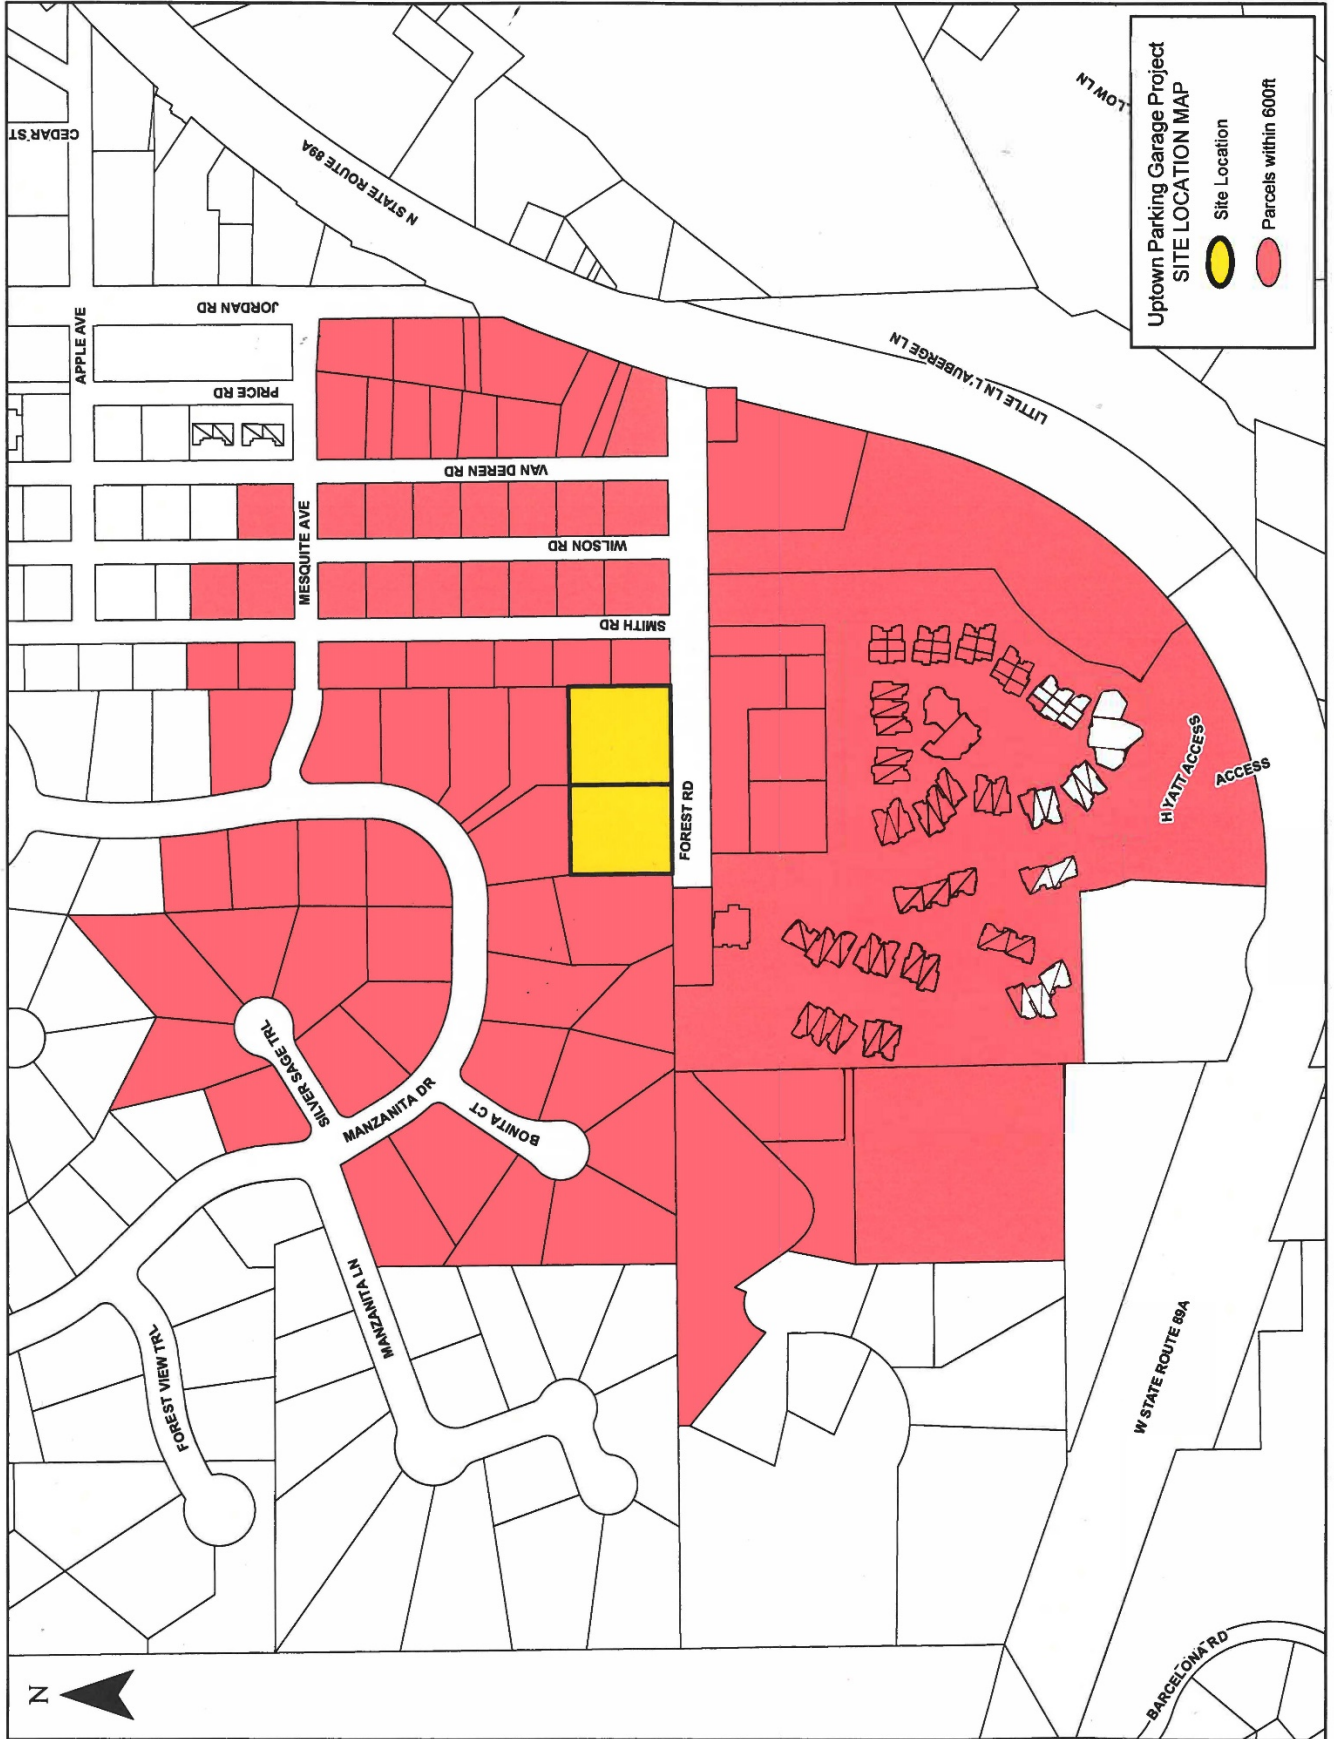 Uptown Parking Garage Project
SITE LOCATION MAP
Site Location
Parcels within 600ft
N
CEDAR ST
APPLE AVE
JORDAN RD
PRICE RD
N STATE ROUTE 89A
VAN DEREN RD
MESQUITE AVE
WILSON RD
SMITH RD
FOREST RD
LITTLE LN
L'AUBERGE LN
LOW LN
HYATT ACCESS
ACCESS
SILVER SAGE TRL
MANZANITA DR
BONITA CT
MANZANITA LN
FOREST VIEW TRL
W STATE ROUTE 89A
BARCELONA RD